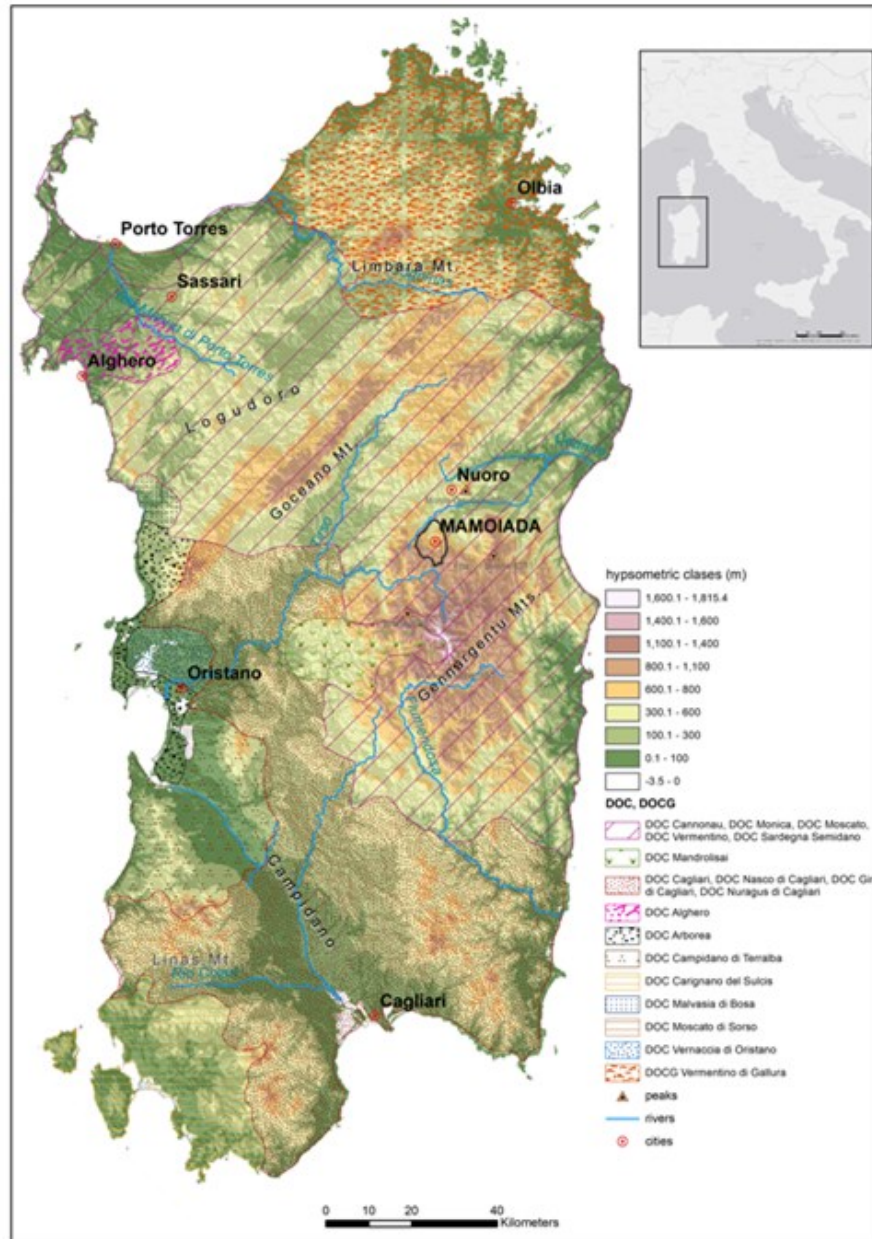 Olbia
Porto Torres
Limbara Mt.
Sassari
Alghero
Logudoro
Goceano Mt.
Nuoro
MAMOIADA
Tirso
Gennergentu Mts.
Oristano
Flumendosa
Campidano
Linas Mt.
Cagliari
hypsometric clases (m)
1,600.1 - 1,815.4
1,400.1 - 1,600
1,100.1 - 1,400
800.1 - 1,100
600.1 - 800
300.1 - 600
100.1 - 300
0.1 - 100
-3.5 - 0
DOC, DOCG
DOC Cannonau, DOC Monica, DOC Moscato,
DOC Vermentino, DOC Sardegna Semidano
DOC Mandrolisai
DOC Cagliari, DOC Nasco di Cagliari, DOC Gir
di Cagliari, DOC Nuragus di Cagliari
DOC Alghero
DOC Arborea
DOC Campidano di Terralba
DOC Carignano del Sulcis
DOC Malvasia di Bosa
DOC Moscato di Sorso
DOC Vernaccia di Oristano
DOCG Vermentino di Gallura
peaks
rivers
cities
0 10 20 40
Kilometers